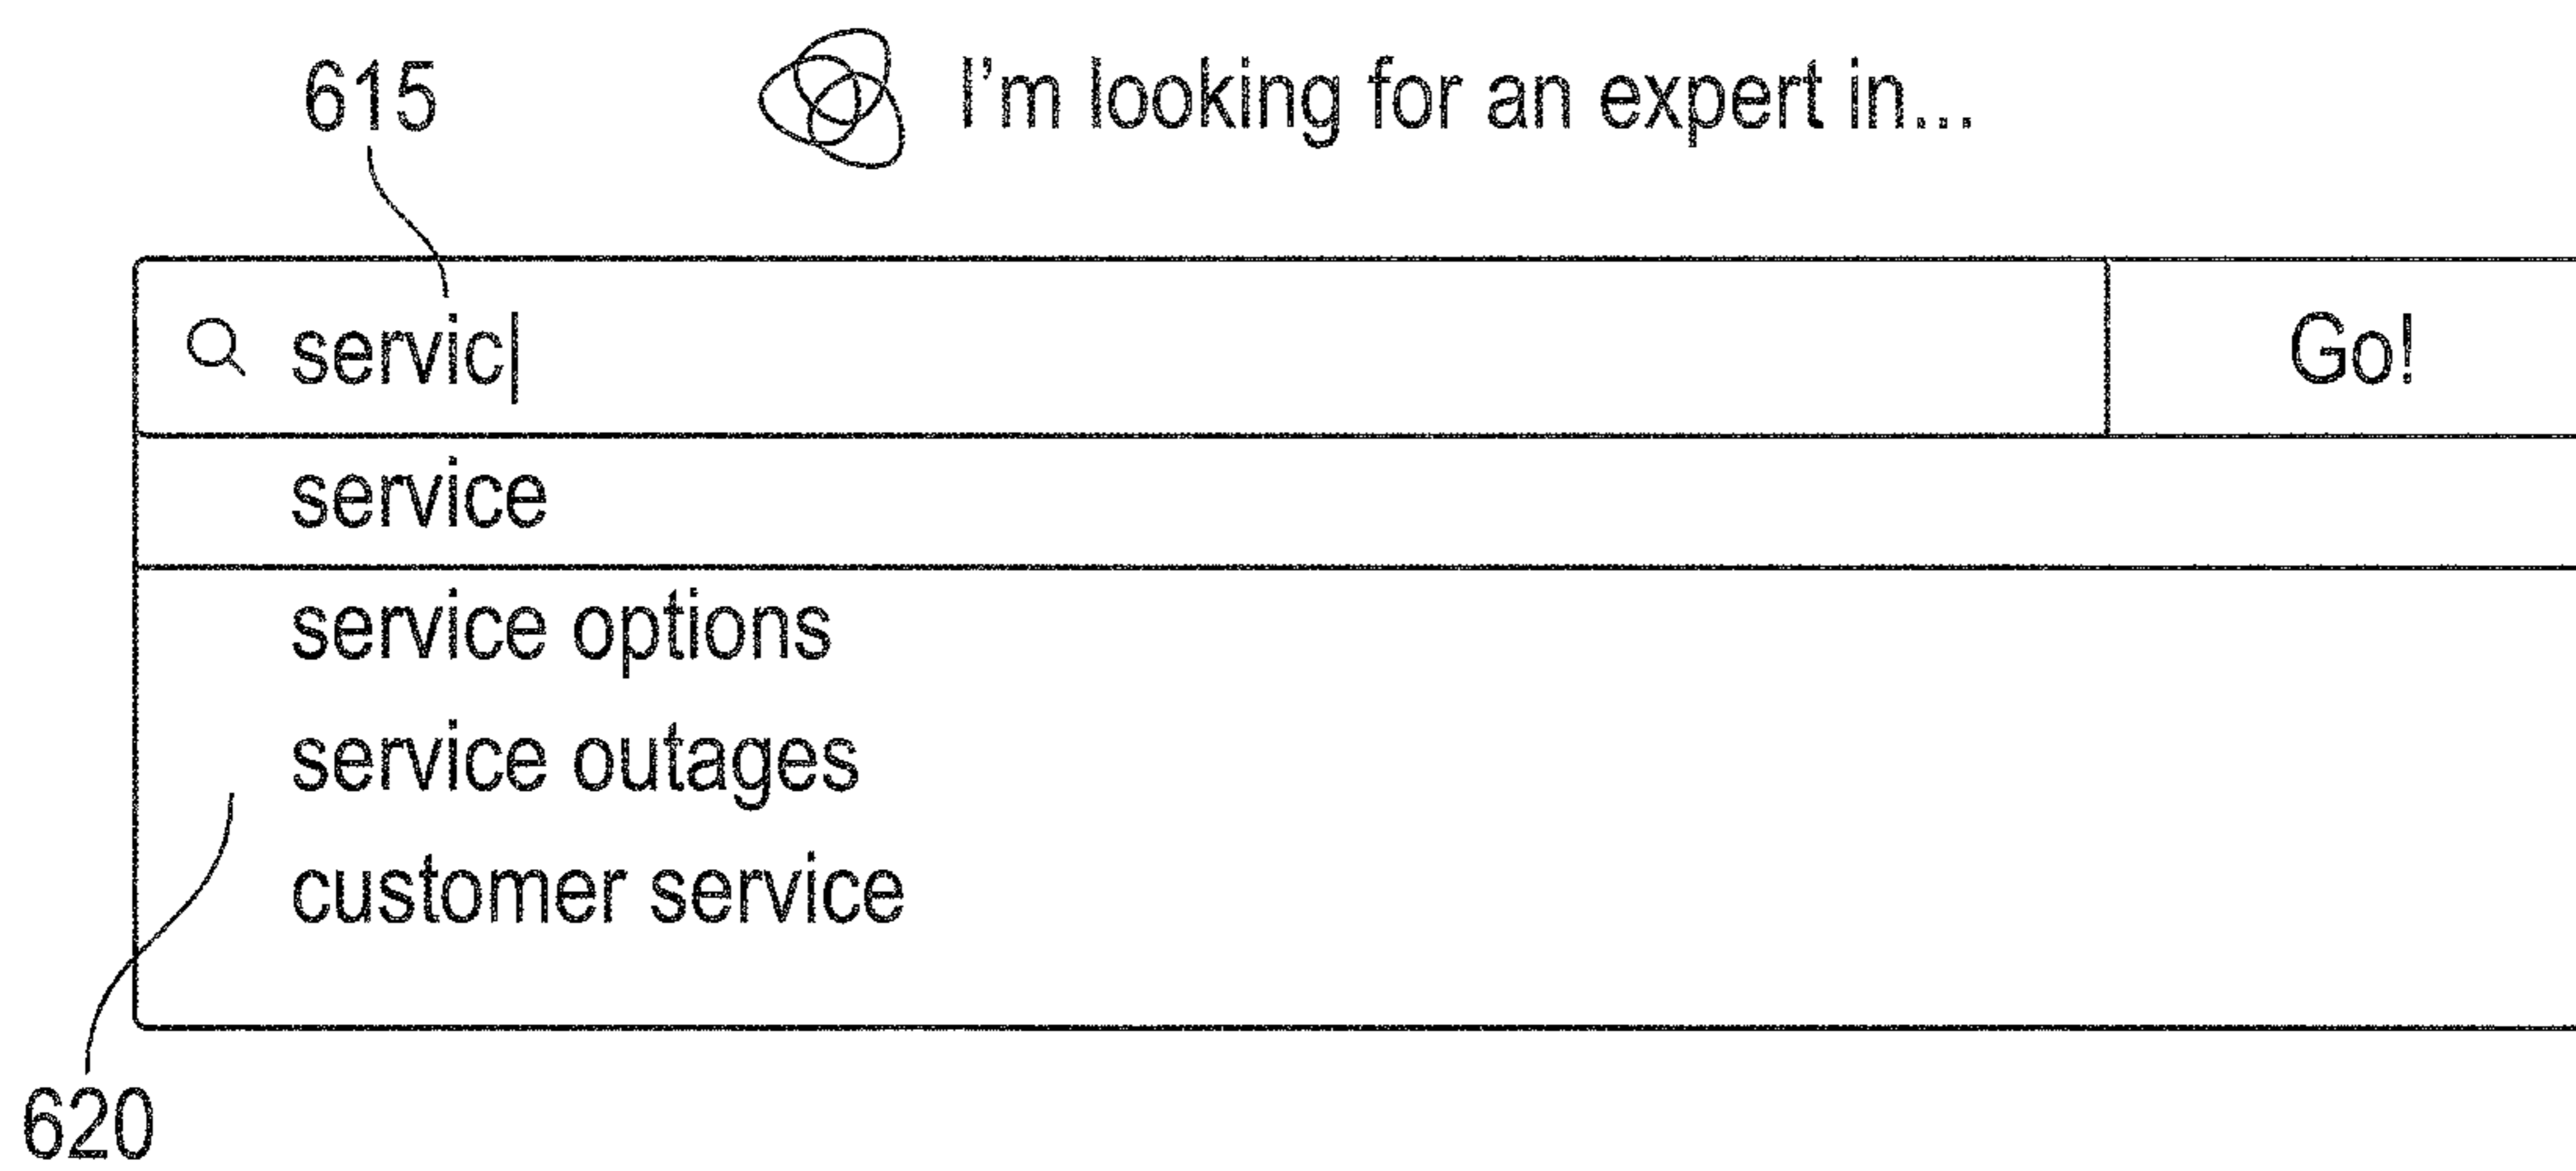 615
I'm looking for an expert in...
servic
Go!
service
service options
service outages
customer service
620